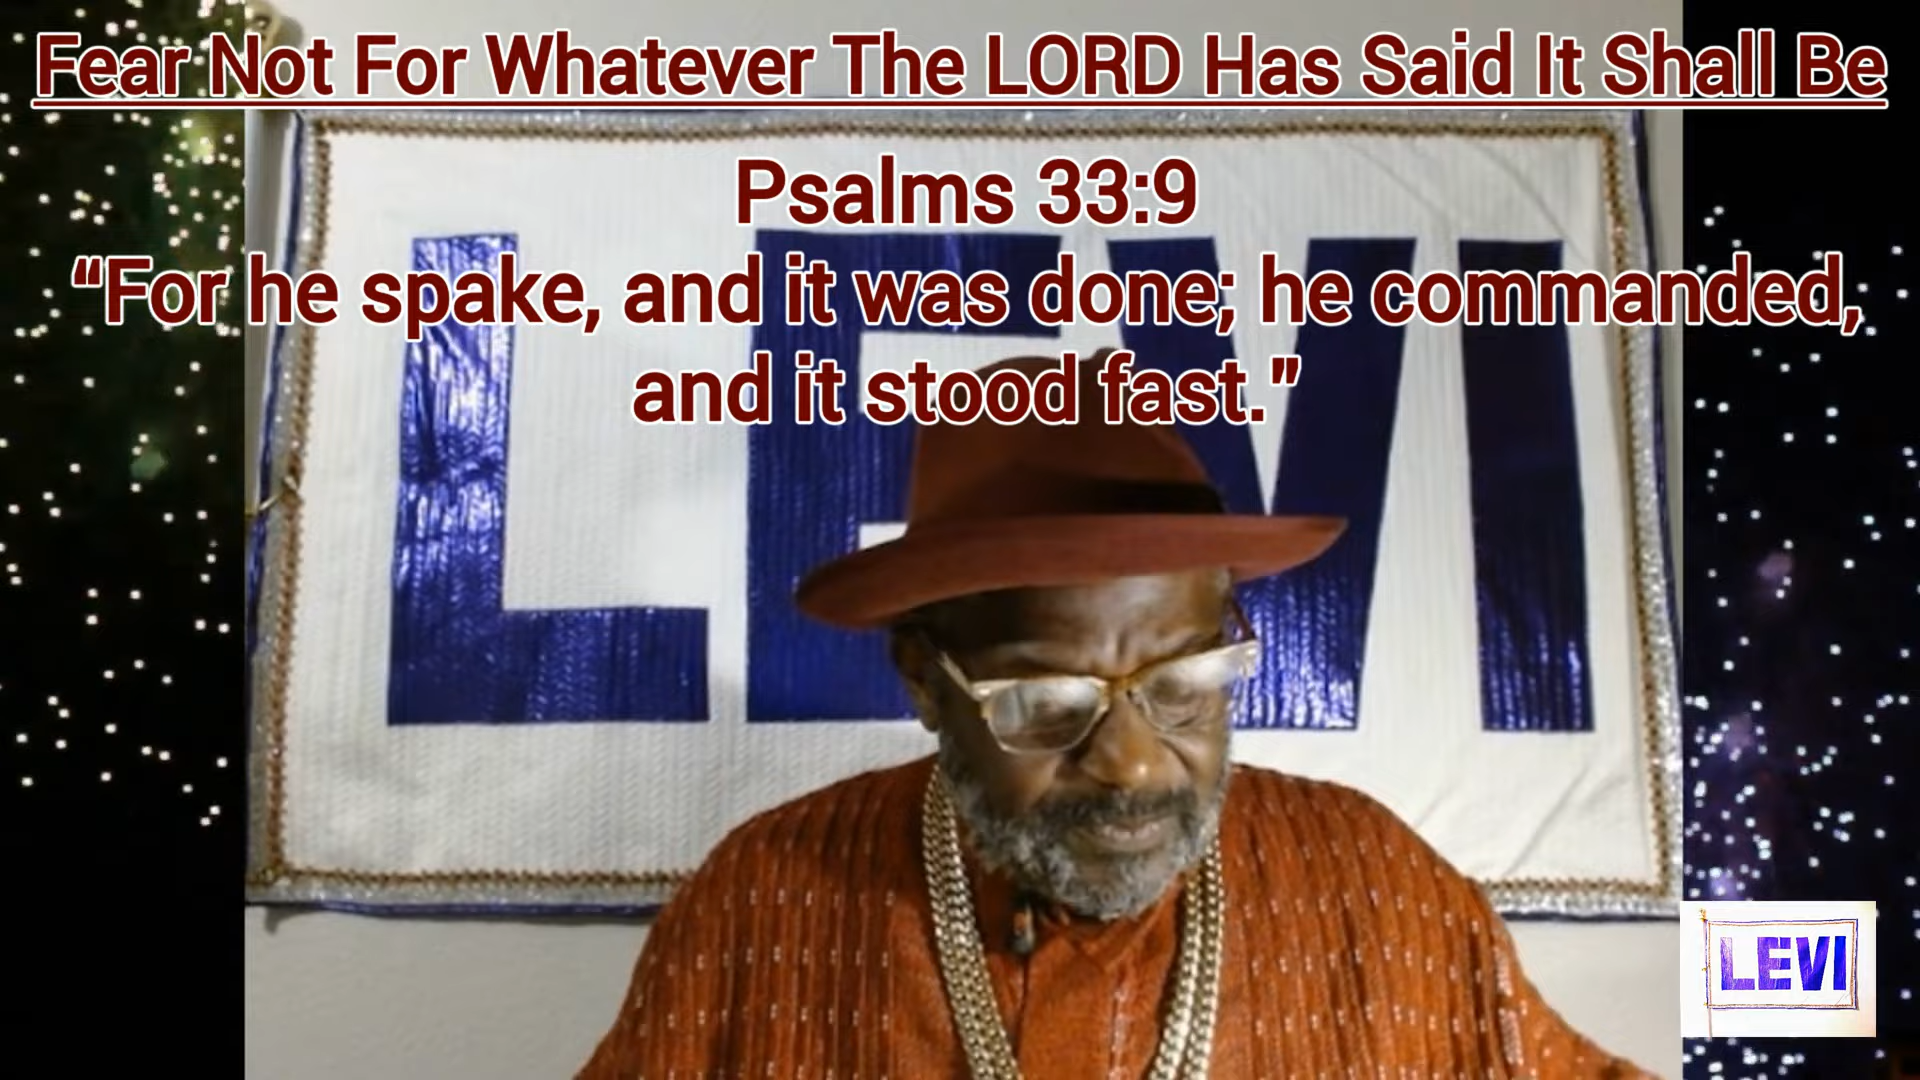 Fear Not For Whatever The LORD Has Said It Shall Be
Psalms 33:9
“For he spake, and it was done; he commanded,
and it stood fast.”
LEVI
LEVI